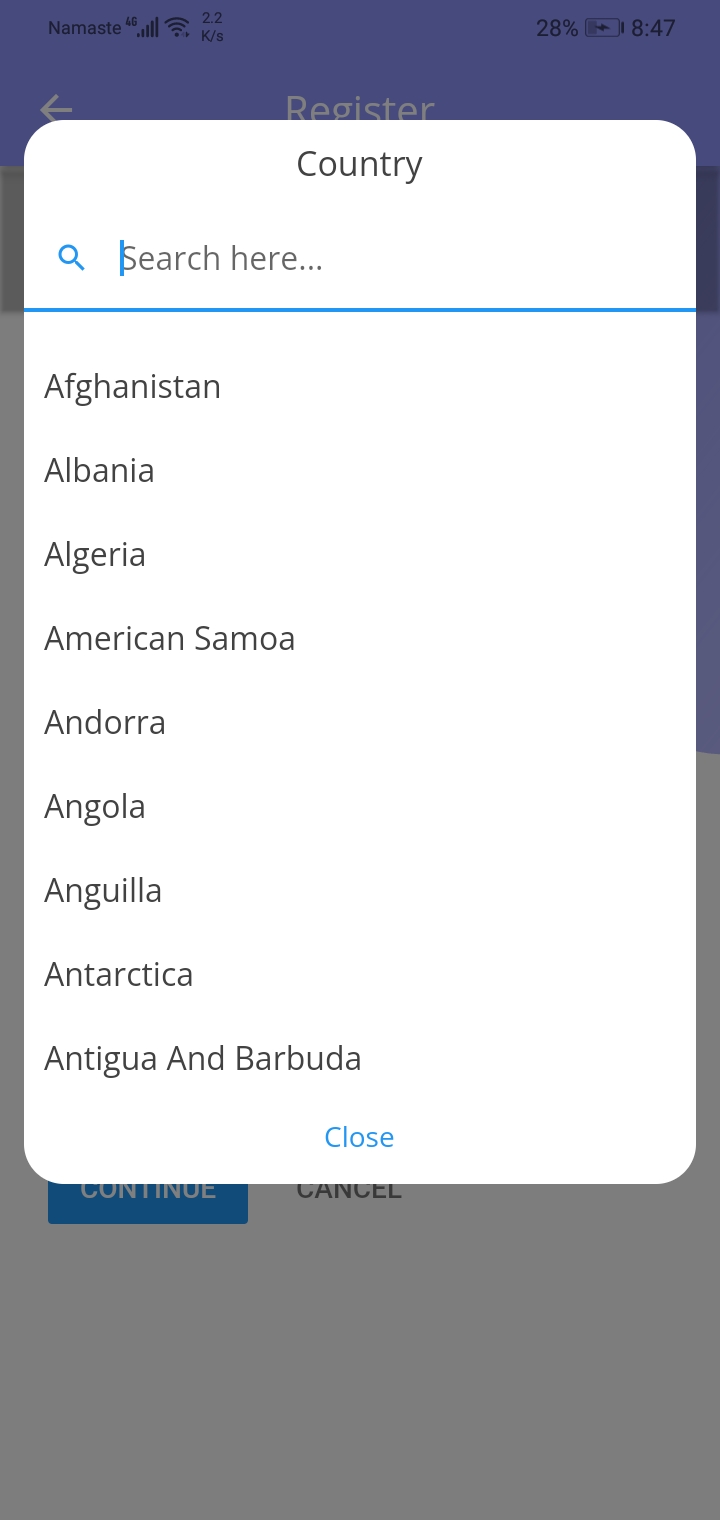 Namaste 4G 2.2 K/s 28% 8:47
Register
Country
Search here...
Afghanistan
Albania
Algeria
American Samoa
Andorra
Angola
Anguilla
Antarctica
Antigua And Barbuda
Close
CONTINUE CANCEL